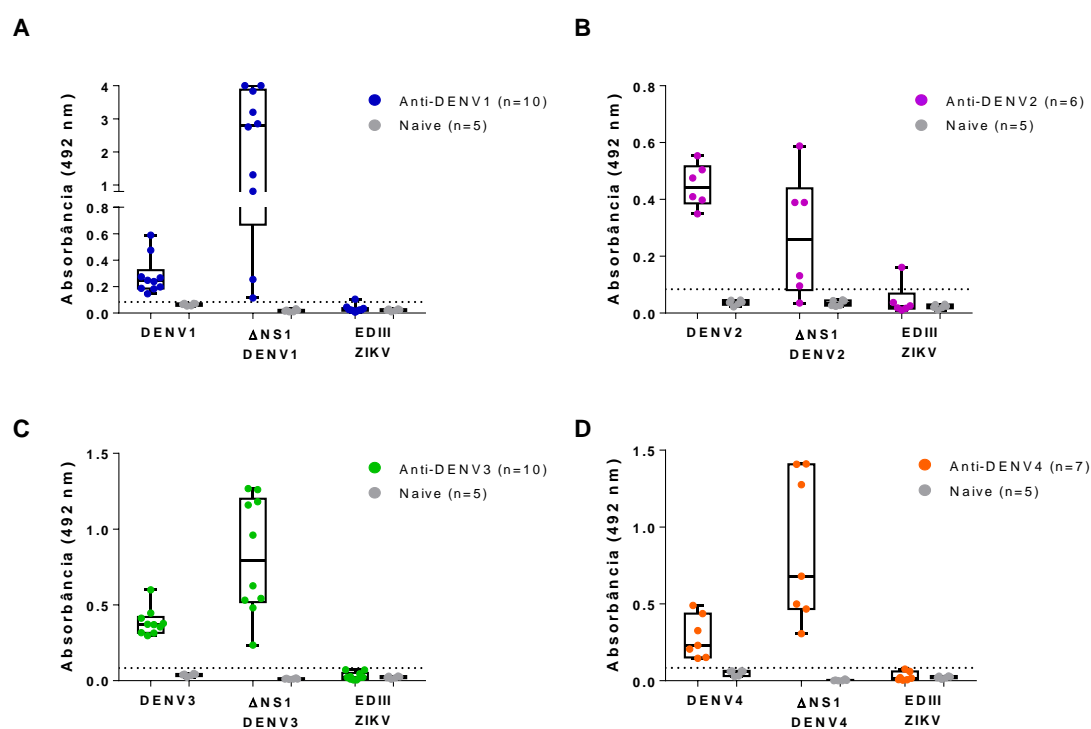 A
Absorbância (492 nm)
4
3
2
1
0.8
0.6
0.4
0.2
0.0
Anti-DENV1 (n=10)
Naive (n=5)
DENV1
ΔNS1
DENV1
EDIII
ZIKV
B
Absorbância (492 nm)
0.8
0.6
0.4
0.2
0.0
Anti-DENV2 (n=6)
Naive (n=5)
DENV2
ΔNS1
DENV2
EDIII
ZIKV
C
Absorbância (492 nm)
1.5
1.0
0.5
0.0
Anti-DENV3 (n=10)
Naive (n=5)
DENV3
ΔNS1
DENV3
EDIII
ZIKV
D
Absorbância (492 nm)
1.5
1.0
0.5
0.0
Anti-DENV4 (n=7)
Naive (n=5)
DENV4
ΔNS1
DENV4
EDIII
ZIKV